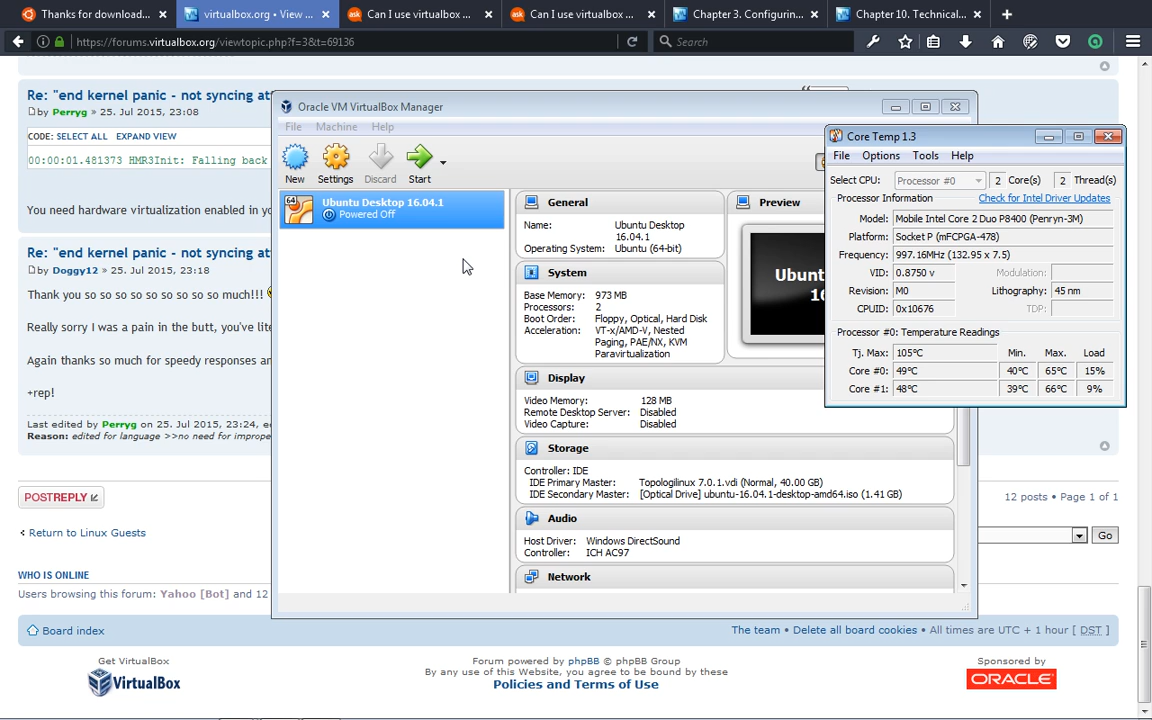 Thanks for download...
virtualbox.org • View ...
Can I use virtualbox ...
Can I use virtualbox ...
Chapter 3. Configurin...
Chapter 10. Technical...
https://forums.virtualbox.org/viewtopic.php?f=3&t=69136
Search
Re: "end kernel panic - not syncing att
by Perryg » 25. Jul 2015, 23:08
CODE: SELECT ALL EXPAND VIEW
00:00:01.481373 HMR3Init: Falling back
You need hardware virtualization enabled in yo
Re: "end kernel panic - not syncing att
by Doggy12 » 25. Jul 2015, 23:18
Thank you so so so so so so so so much!!!
Really sorry I was a pain in the butt, you've lite
Again thanks so much for speedy responses an
+rep!
Last edited by Perryg on 25. Jul 2015, 23:24, e
Reason: edited for language >>no need for imprope
POSTREPLY
12 posts • Page 1 of 1
Return to Linux Guests
Go
WHO IS ONLINE
Users browsing this forum: Yahoo [Bot] and 12
Board index
The team • Delete all board cookies • All times are UTC + 1 hour [ DST ]
Get VirtualBox
VirtualBox
Forum powered by phpBB © phpBB Group
By any use of this Website, you agree to be bound by these
Policies and Terms of Use
Sponsored by
ORACLE
Oracle VM VirtualBox Manager
File Machine Help
New
Settings
Discard
Start
64
Ubuntu Desktop 16.04.1
Powered Off
General
Name: Ubuntu Desktop
16.04.1
Operating System: Ubuntu (64-bit)
Preview
Ubunt
16
System
Base Memory: 973 MB
Processors: 2
Boot Order: Floppy, Optical, Hard Disk
Acceleration: VT-x/AMD-V, Nested
Paging, PAE/NX, KVM
Paravirtualization
Display
Video Memory: 128 MB
Remote Desktop Server: Disabled
Video Capture: Disabled
Storage
Controller: IDE
IDE Primary Master: Topologilinux 7.0.1.vdi (Normal, 40.00 GB)
IDE Secondary Master: [Optical Drive] ubuntu-16.04.1-desktop-amd64.iso (1.41 GB)
Audio
Host Driver: Windows DirectSound
Controller: ICH AC97
Network
Core Temp 1.3
File Options Tools Help
Select CPU: Processor #0 2 Core(s) 2 Thread(s)
Processor Information
Check for Intel Driver Updates
Model: Mobile Intel Core 2 Duo P8400 (Penryn-3M)
Platform: Socket P (mFCPGA-478)
Frequency: 997.16MHz (132.95 x 7.5)
VID: 0.8750 v
Modulation:
Revision: M0
Lithography: 45 nm
CPUID: 0x10676
TDP:
Processor #0: Temperature Readings
Tj. Max: 105°C Min. Max. Load
Core #0: 49°C 40°C 65°C 15%
Core #1: 48°C 39°C 66°C 9%